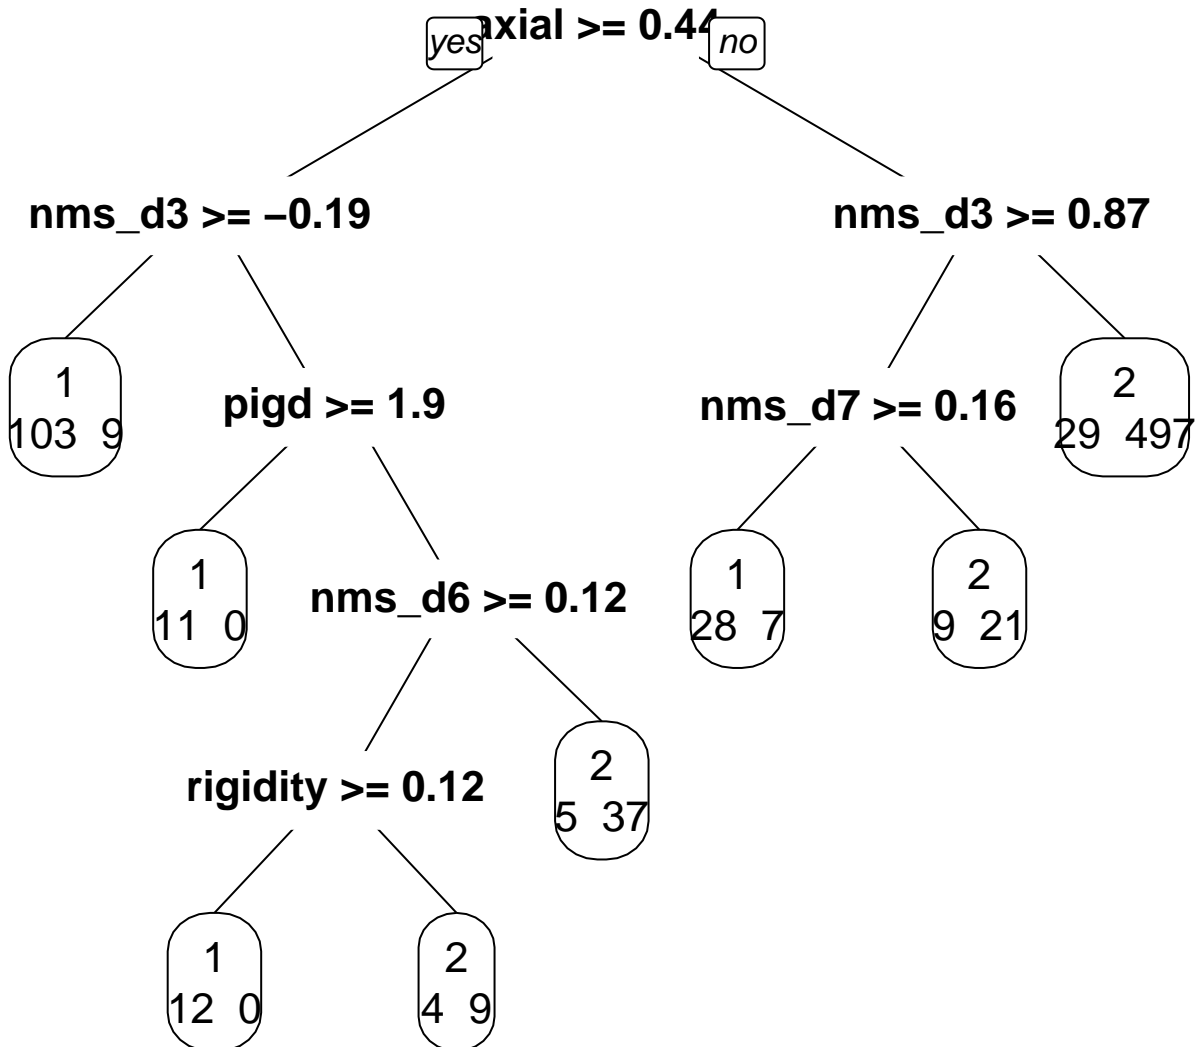 axial >= 0.44
yes no
nms_d3 >= −0.19
nms_d3 >= 0.87
1
103 9
pigd >= 1.9
nms_d7 >= 0.16
2
29 497
1
11 0
nms_d6 >= 0.12
1
28 7
2
9 21
rigidity >= 0.12
2
5 37
1
12 0
2
4 9